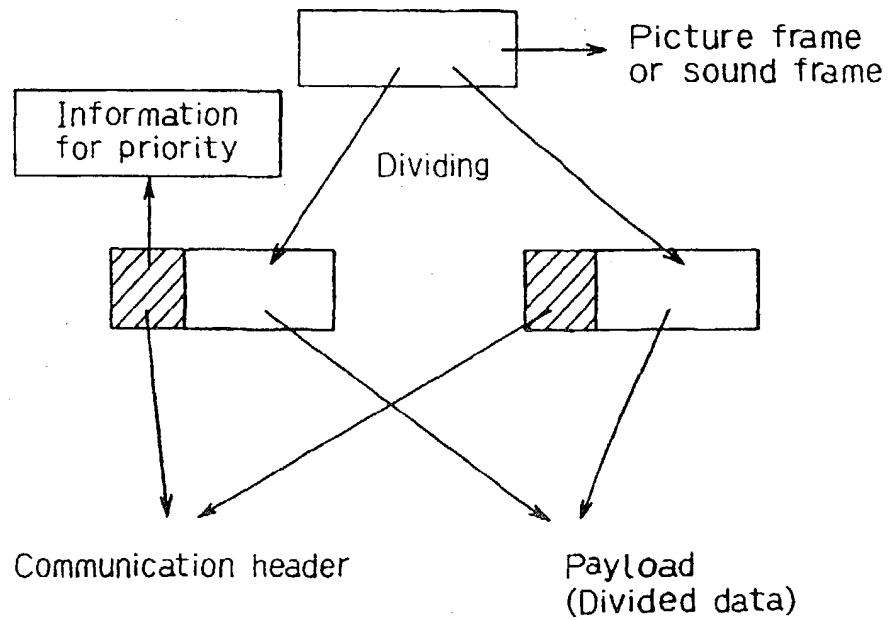 Picture frame
or sound frame
Information
for priority
Dividing
Communication header
Payload
(Divided data)